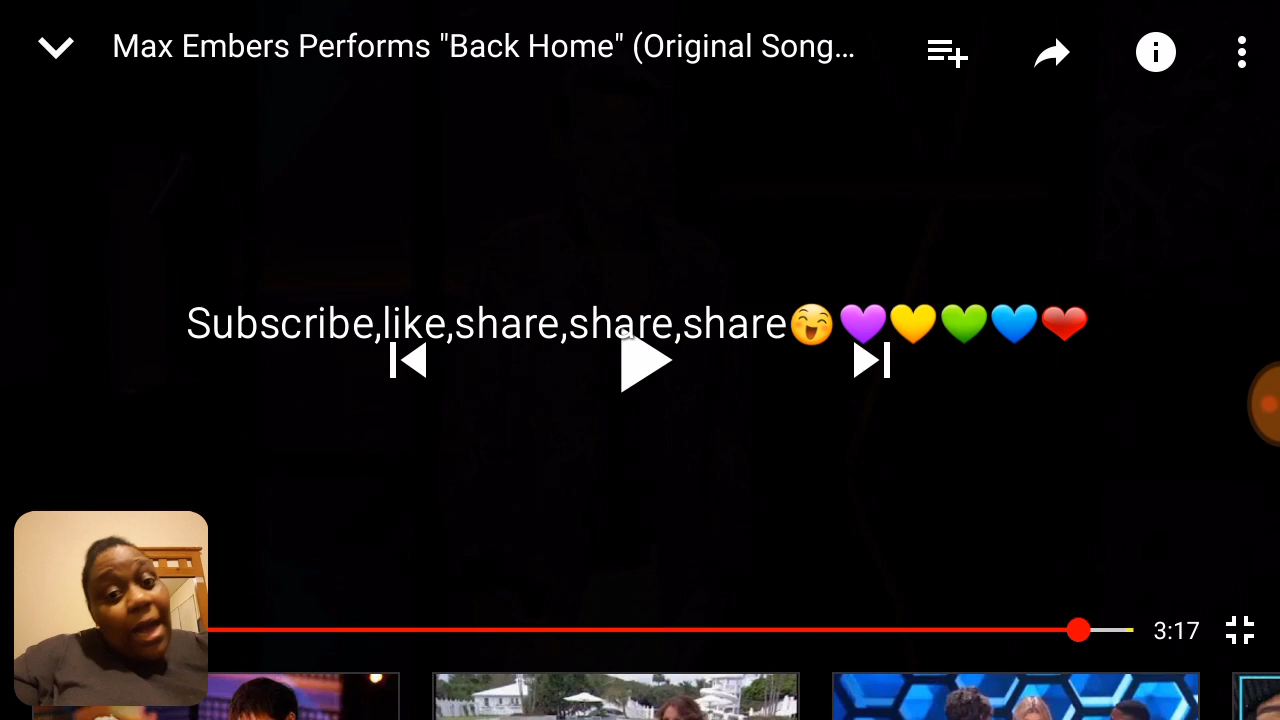 Max Embers Performs "Back Home" (Original Song...
Subscribe,like,share,share,share😄💜💛💚💙❤
3:17